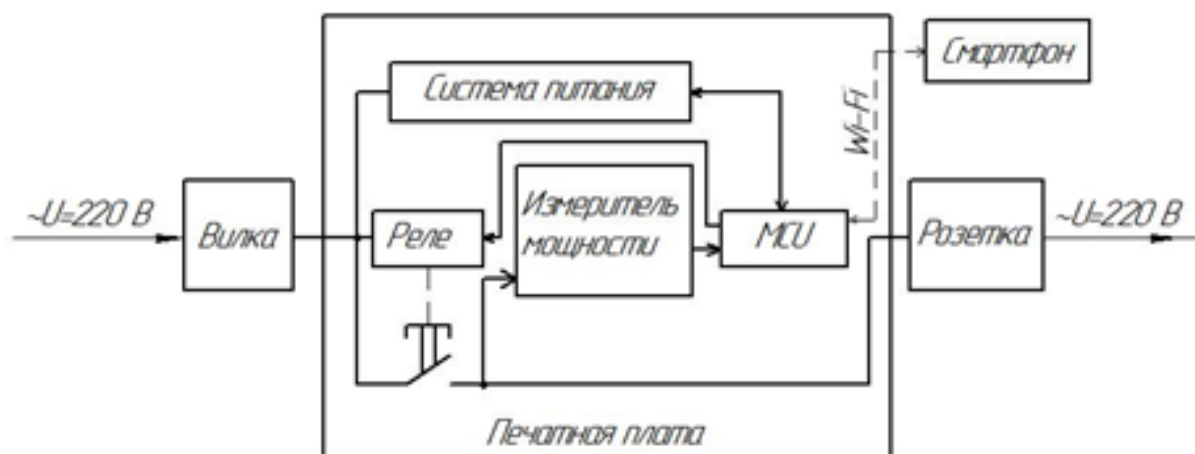 Смартфон
Система питания
Wi-Fi
~U=220 В
Вилка
Реле
Измеритель
мощности
MCU
Розетка
~U=220 В
Печатная плата